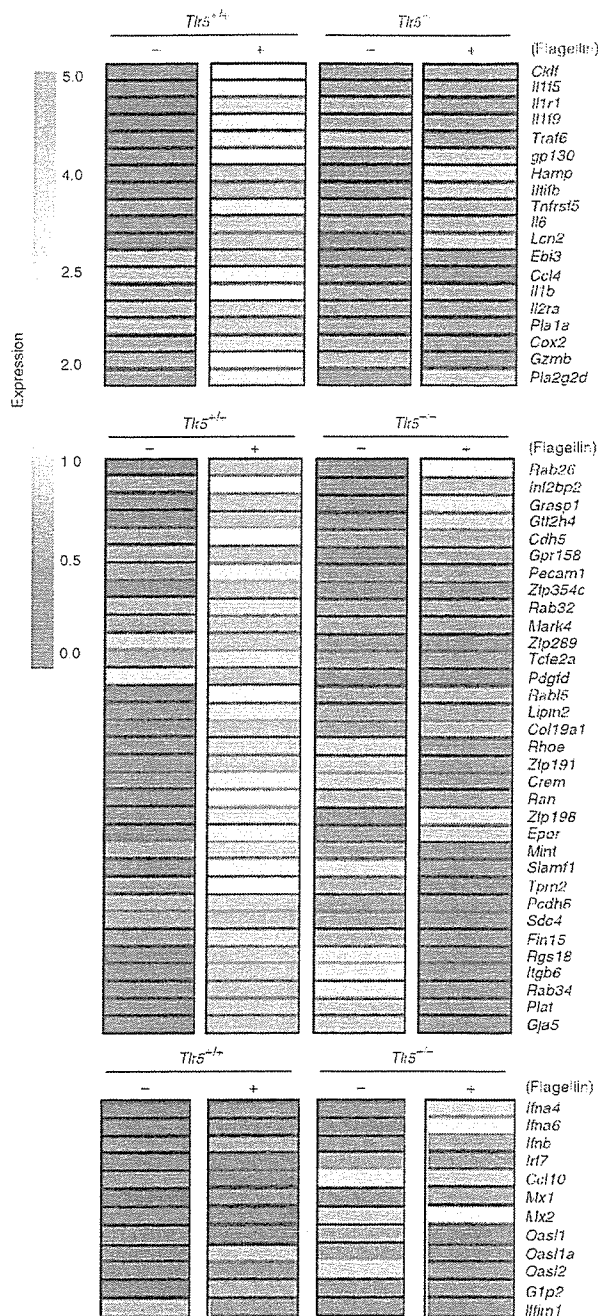 Tlr5+/+ Tlr5-
− + − + (Flagellin)
5.0
4.0
2.5
2.0
Expression
Cklf
Il1f5
Il1r1
Il1f9
Traf6
gp130
Hamp
Iltifb
Tnfrsf5
Il6
Lcn2
Ebi3
Ccl4
Il1b
Il2ra
Pla1a
Cox2
Gzmb
Pla2g2d
Tlr5+/+ Tlr5−/−
− + − + (Flagellin)
1 0
0.5
0 0
Rab26
Grasp1
Gtf2h4
Cdh5
Gpr158
Pecam1
Zfp354c
Rab32
Mark4
Zfp289
Tcfe2a
Pdgfd
Rabl5
Lipin2
Col19a1
Rhoe
Zfp191
Crem
Ran
Zfp198
Epor
Mint
Slamf1
Tpm2
Pcdh6
Sdc4
Fin15
Rgs18
Itgb6
Rab34
Plat
Gja5
Tlr5+/+ Tlr5−/−
− + − + (Flagellin)
Ifna4
Ifna6
Ifnb
Irf7
Ccl10
Mx1
Mx2
Oasl1
Oasl1a
Oasl2
G1p2